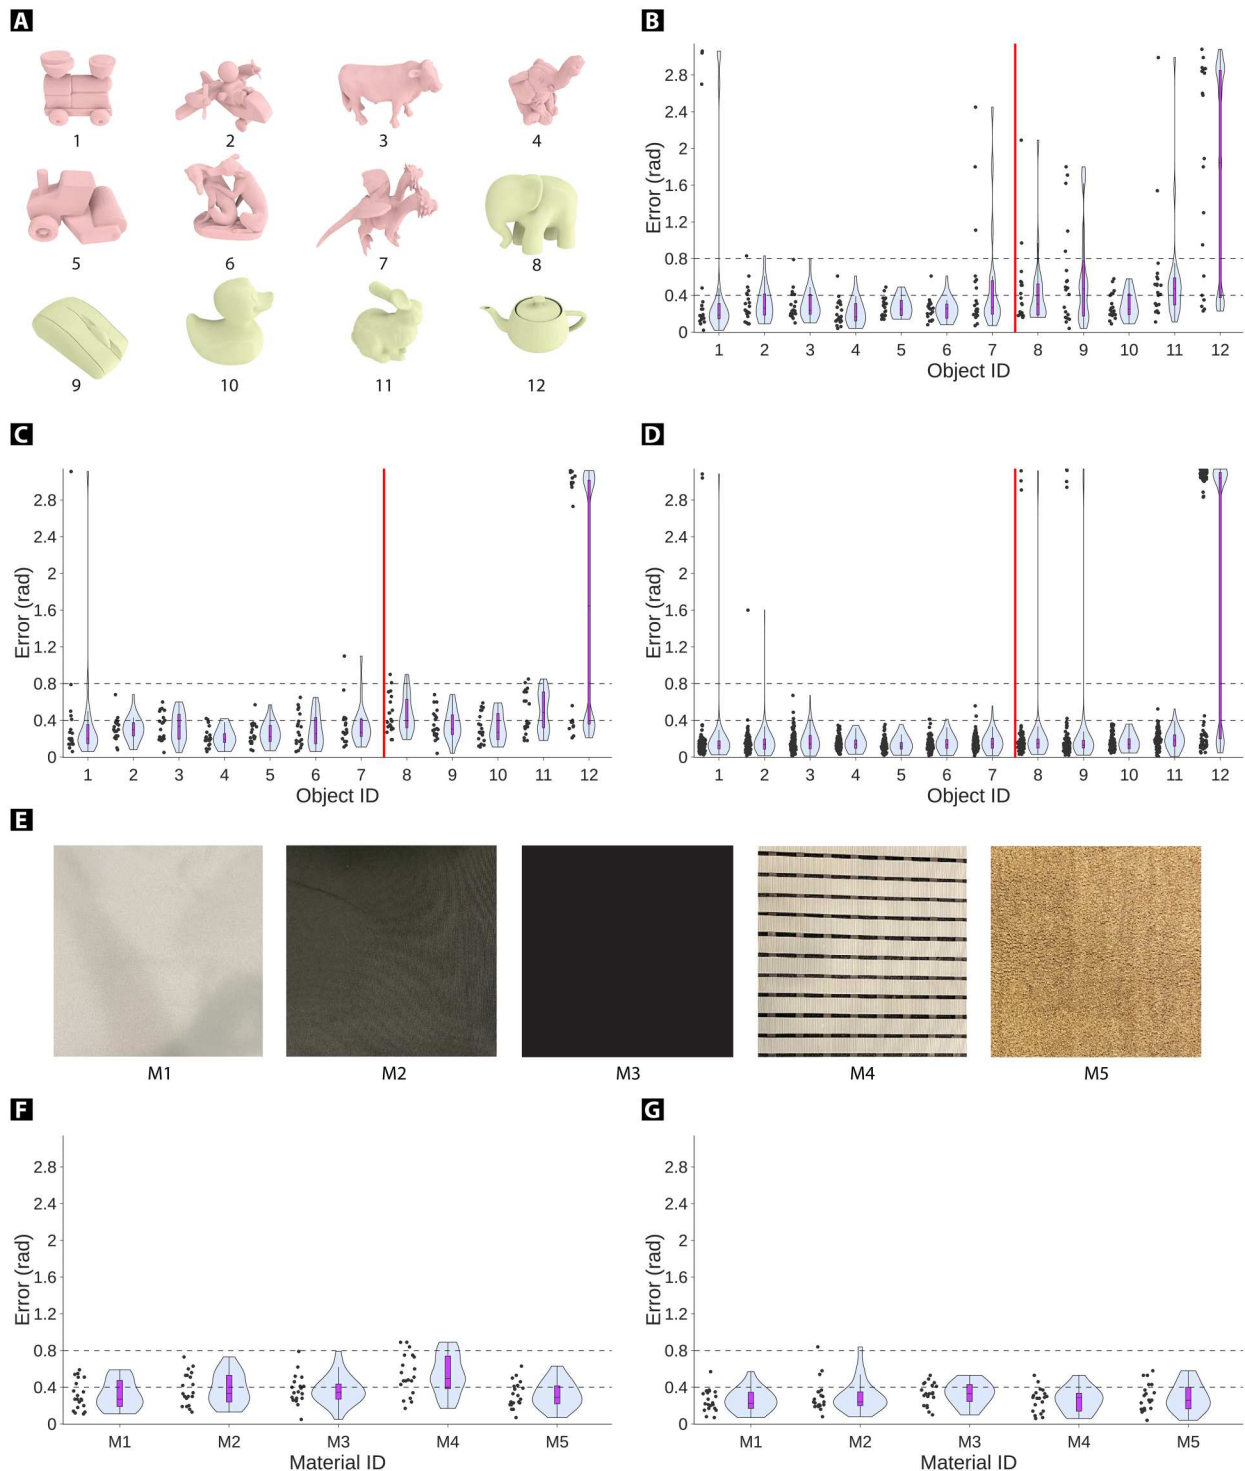 A
1
2
3
4
5
6
7
8
9
10
11
12
B
Error (rad)
2.8
2.4
2
1.6
1.2
0.8
0.4
0
1 2 3 4 5 6 7 8 9 10 11 12
Object ID
C
Error (rad)
2.8
2.4
2
1.6
1.2
0.8
0.4
0
1 2 3 4 5 6 7 8 9 10 11 12
Object ID
D
Error (rad)
2.8
2.4
2
1.6
1.2
0.8
0.4
0
1 2 3 4 5 6 7 8 9 10 11 12
Object ID
E
M1
M2
M3
M4
M5
F
Error (rad)
2.8
2.4
2
1.6
1.2
0.8
0.4
0
M1 M2 M3 M4 M5
Material ID
G
Error (rad)
2.8
2.4
2
1.6
1.2
0.8
0.4
0
M1 M2 M3 M4 M5
Material ID